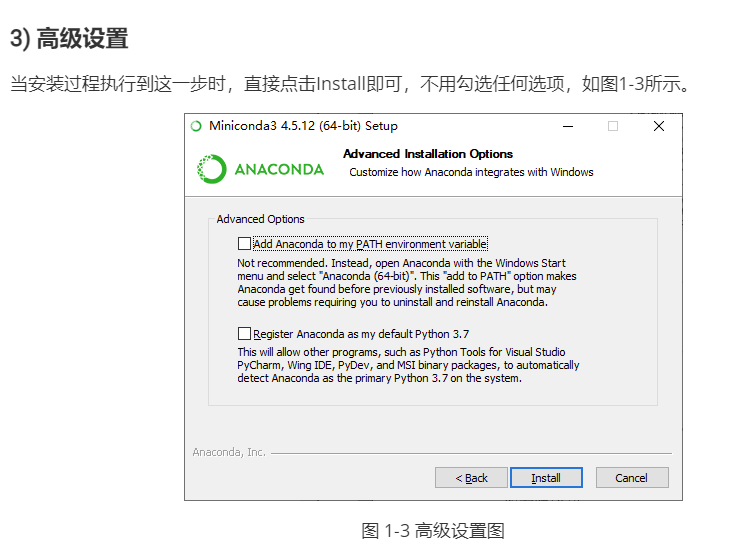 3) 高级设置
当安装过程执行到这一步时，直接点击Install即可，不用勾选任何选项，如图1-3所示。
Miniconda3 4.5.12 (64-bit) Setup
ANACONDA
Advanced Installation Options
Customize how Anaconda integrates with Windows
Advanced Options
Add Anaconda to my PATH environment variable
Not recommended. Instead, open Anaconda with the Windows Start
menu and select "Anaconda (64-bit)". This "add to PATH" option makes
Anaconda get found before previously installed software, but may
cause problems requiring you to uninstall and reinstall Anaconda.
Register Anaconda as my default Python 3.7
This will allow other programs, such as Python Tools for Visual Studio
PyCharm, Wing IDE, PyDev, and MSI binary packages, to automatically
detect Anaconda as the primary Python 3.7 on the system.
Anaconda, Inc.
< Back
Install
Cancel
图 1-3 高级设置图